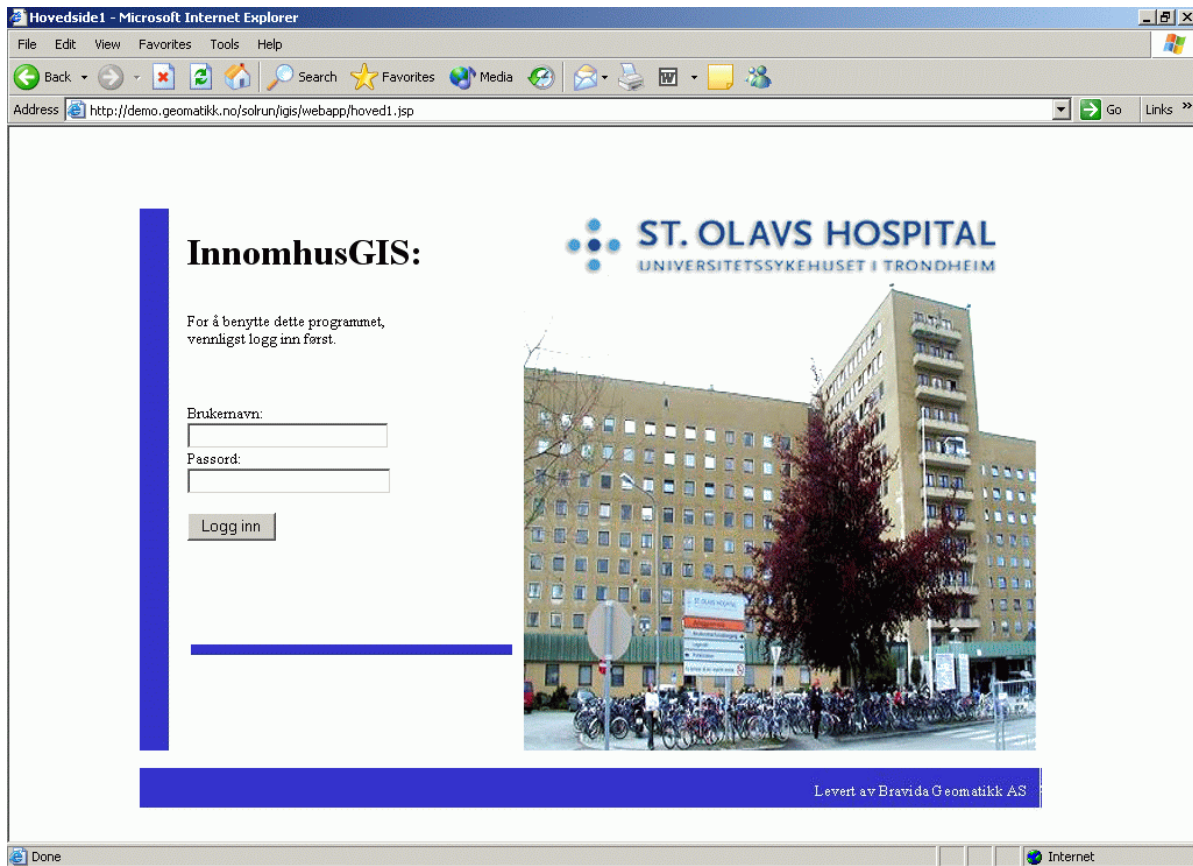 Hovedside1 - Microsoft Internet Explorer
File Edit View Favorites Tools Help
Back Search Favorites Media
Address http://demo.geomatikk.no/solrun/igis/webapp/hoved1.jsp Go Links »
ST. OLAVS HOSPITAL
UNIVERSITETSSYKEHUSET I TRONDHEIM
InnomhusGIS:
For å benytte dette programmet,
vennligst logg inn først.
Brukernavn:
Passord:
Logg inn
ST. OLAVS HOSPITAL
Levert av Bravida Geomatikk AS
Done Internet